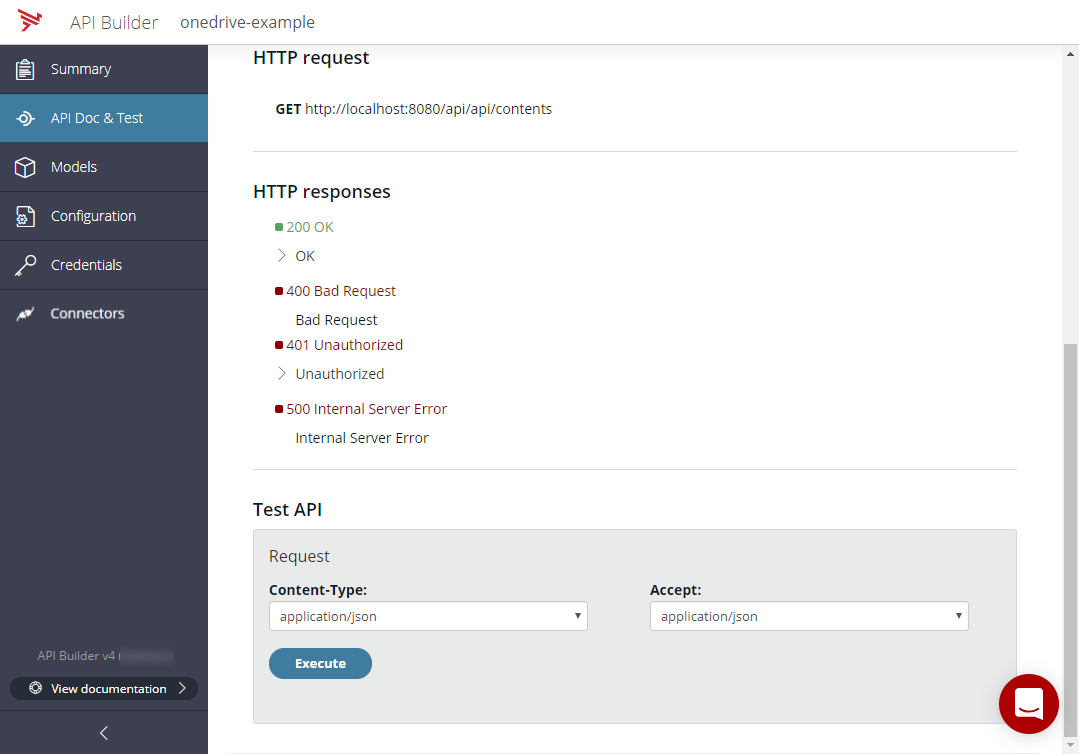 API Builder onedrive-example
Summary
API Doc & Test
Models
Configuration
Credentials
Connectors
API Builder v4 (
View documentation
HTTP request
GET http://localhost:8080/api/api/contents
HTTP responses
200 OK
OK
400 Bad Request
Bad Request
401 Unauthorized
Unauthorized
500 Internal Server Error
Internal Server Error
Test API
Request
Content-Type: Accept:
application/json application/json
Execute